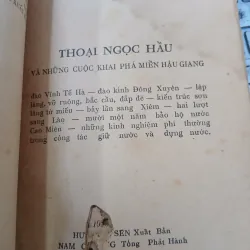 THOẠI NGỌC HẦU
VÀ NHỮNG CUỘC KHAI PHÁ MIỀN HẬU GIANG
đào Vĩnh Tế Hà — đào kinh Đông Xuyên — lập
làng, vỡ ruộng, bắc cầu, đắp đê — kiến trúc sơn
lăng từ miếu — bảy lần sang Xiêm — hai lượt
sang Lào — mười một năm bảo hộ nước
Cao Miên — những kinh nghiệm phi thường
trong công tác giữ nước và dựng nước.
SEN Xuất Bản
NAM Tổng Phát Hành